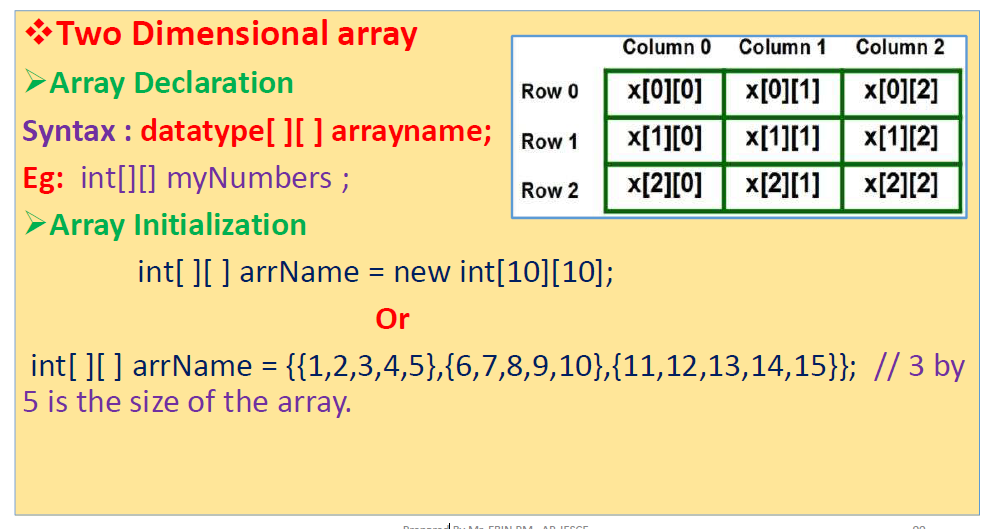 ❖Two Dimensional array
➢Array Declaration
Syntax : datatype[ ][ ] arrayname;
Eg: int[][] myNumbers ;
Column 0 Column 1 Column 2
Row 0 x[0][0] x[0][1] x[0][2]
Row 1 x[1][0] x[1][1] x[1][2]
Row 2 x[2][0] x[2][1] x[2][2]
➢Array Initialization
int[ ][ ] arrName = new int[10][10];
Or
int[ ][ ] arrName = {{1,2,3,4,5},{6,7,8,9,10},{11,12,13,14,15}}; // 3 by
5 is the size of the array.